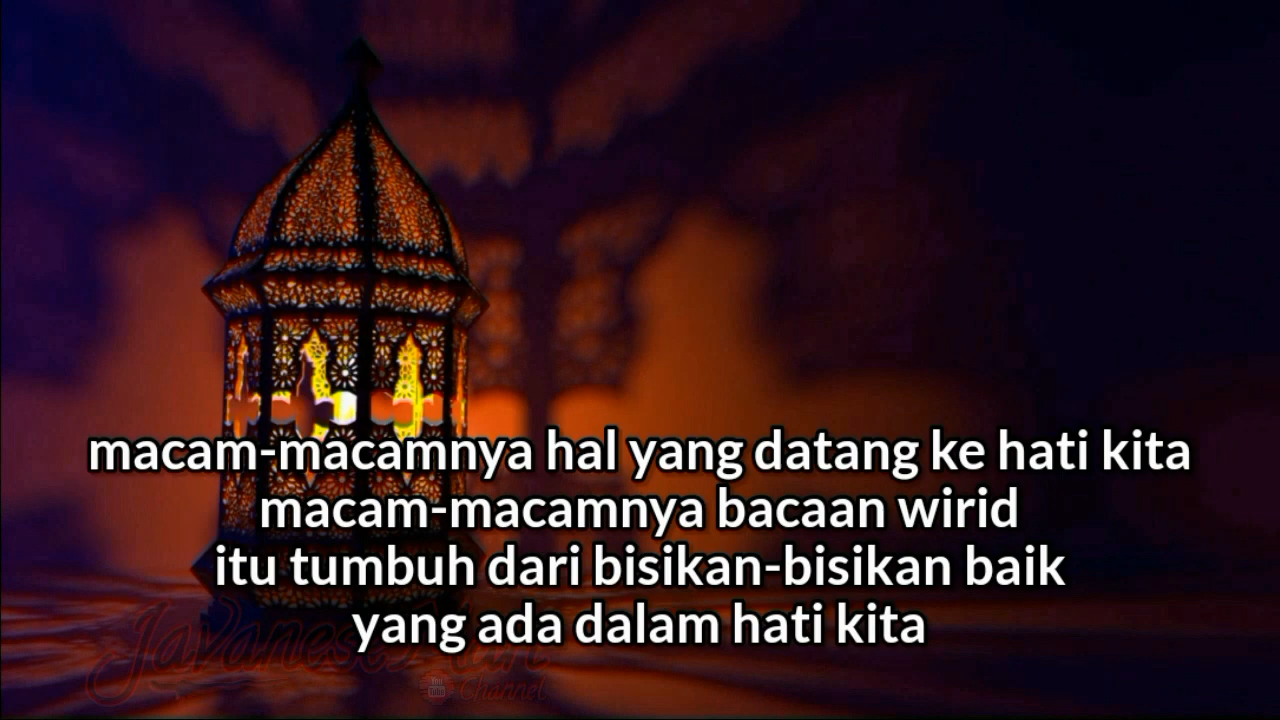 macam-macamnya hal yang datang ke hati kita
macam-macamnya bacaan wirid
itu tumbuh dari bisikan-bisikan baik
yang ada dalam hati kita
Channel